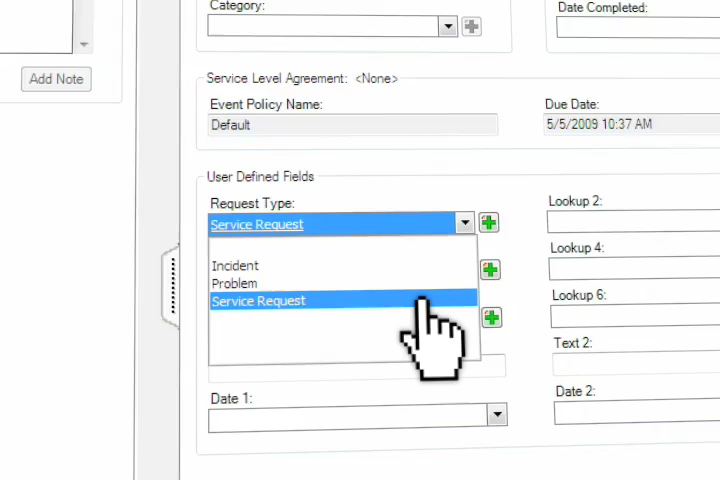 Category:
Date Completed:
Add Note
Service Level Agreement: <None>
Event Policy Name:
Due Date:
Default
5/5/2009 10:37 AM
User Defined Fields
Request Type:
Lookup 2:
Service Request
Lookup 4:
Incident
Problem
Service Request
Lookup 6:
Text 2:
Date 1:
Date 2: